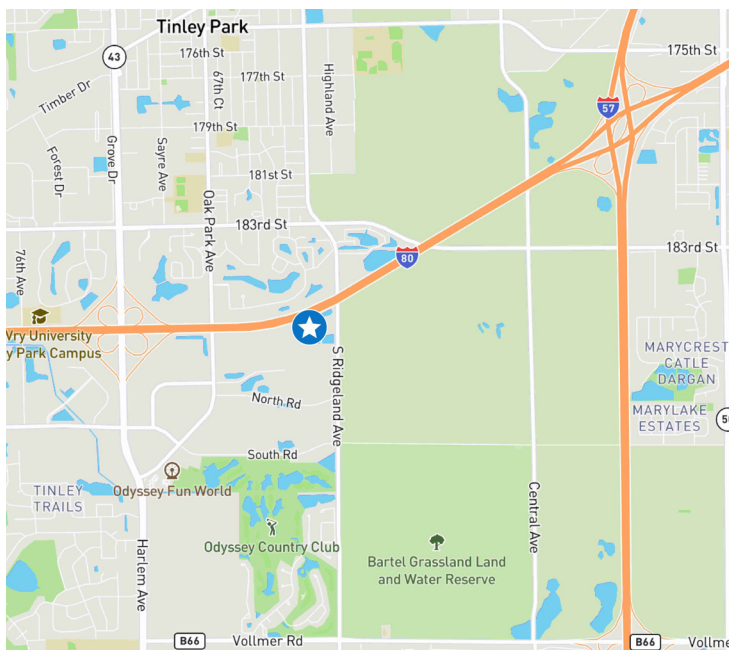 Tinley Park
176th St
175th St
43
177th St
Highland Ave
67th Ct
Timber Dr
57
179th St
Grove Dr
Sayre Ave
Forest Dr
181st St
Oak Park Ave
183rd St
183rd St
76th Ave
80
Vry University
y Park Campus
S Ridgeland Ave
MARYCREST
CATLE
DARGAN
North Rd
MARYLAKE
ESTATES
South Rd
Odyssey Fun World
TINLEY
TRAILS
Central Ave
Harlem Ave
Odyssey Country Club
Bartel Grassland Land
and Water Reserve
B66
Vollmer Rd
B66
Vollme